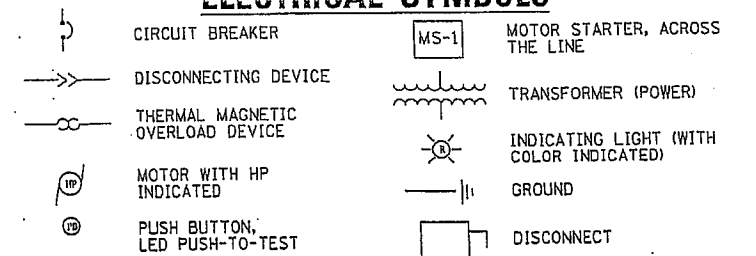 ELECTRICAL SYMBOLS
CIRCUIT BREAKER
DISCONNECTING DEVICE
THERMAL MAGNETIC
OVERLOAD DEVICE
HP
MOTOR WITH HP
INDICATED
PB
PUSH BUTTON,
LED PUSH-TO-TEST
MS-1
MOTOR STARTER, ACROSS
THE LINE
TRANSFORMER (POWER)
R
INDICATING LIGHT (WITH
COLOR INDICATED)
GROUND
DISCONNECT